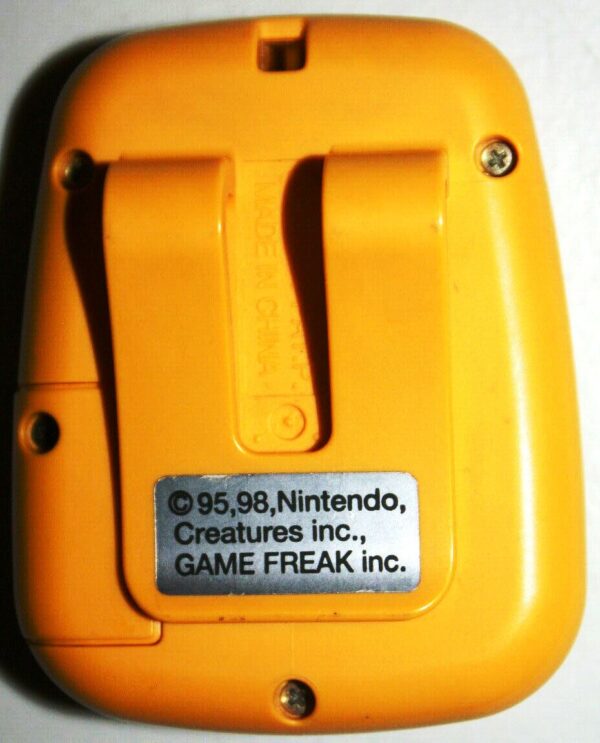 MADE IN CHINA
©95,98,Nintendo,
Creatures inc.,
GAME FREAK inc.